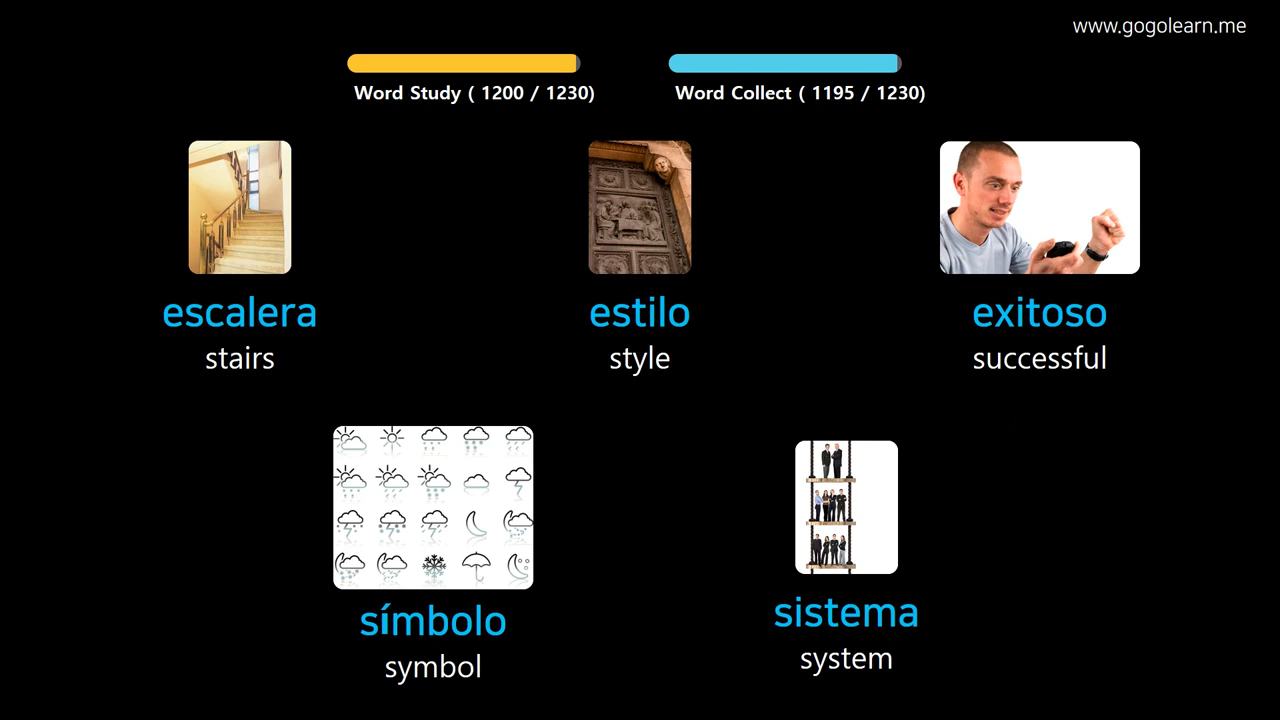 www.gogolearn.me
Word Study ( 1200 / 1230)
Word Collect ( 1195 / 1230)
escalera
stairs
estilo
style
exitoso
successful
símbolo
symbol
sistema
system